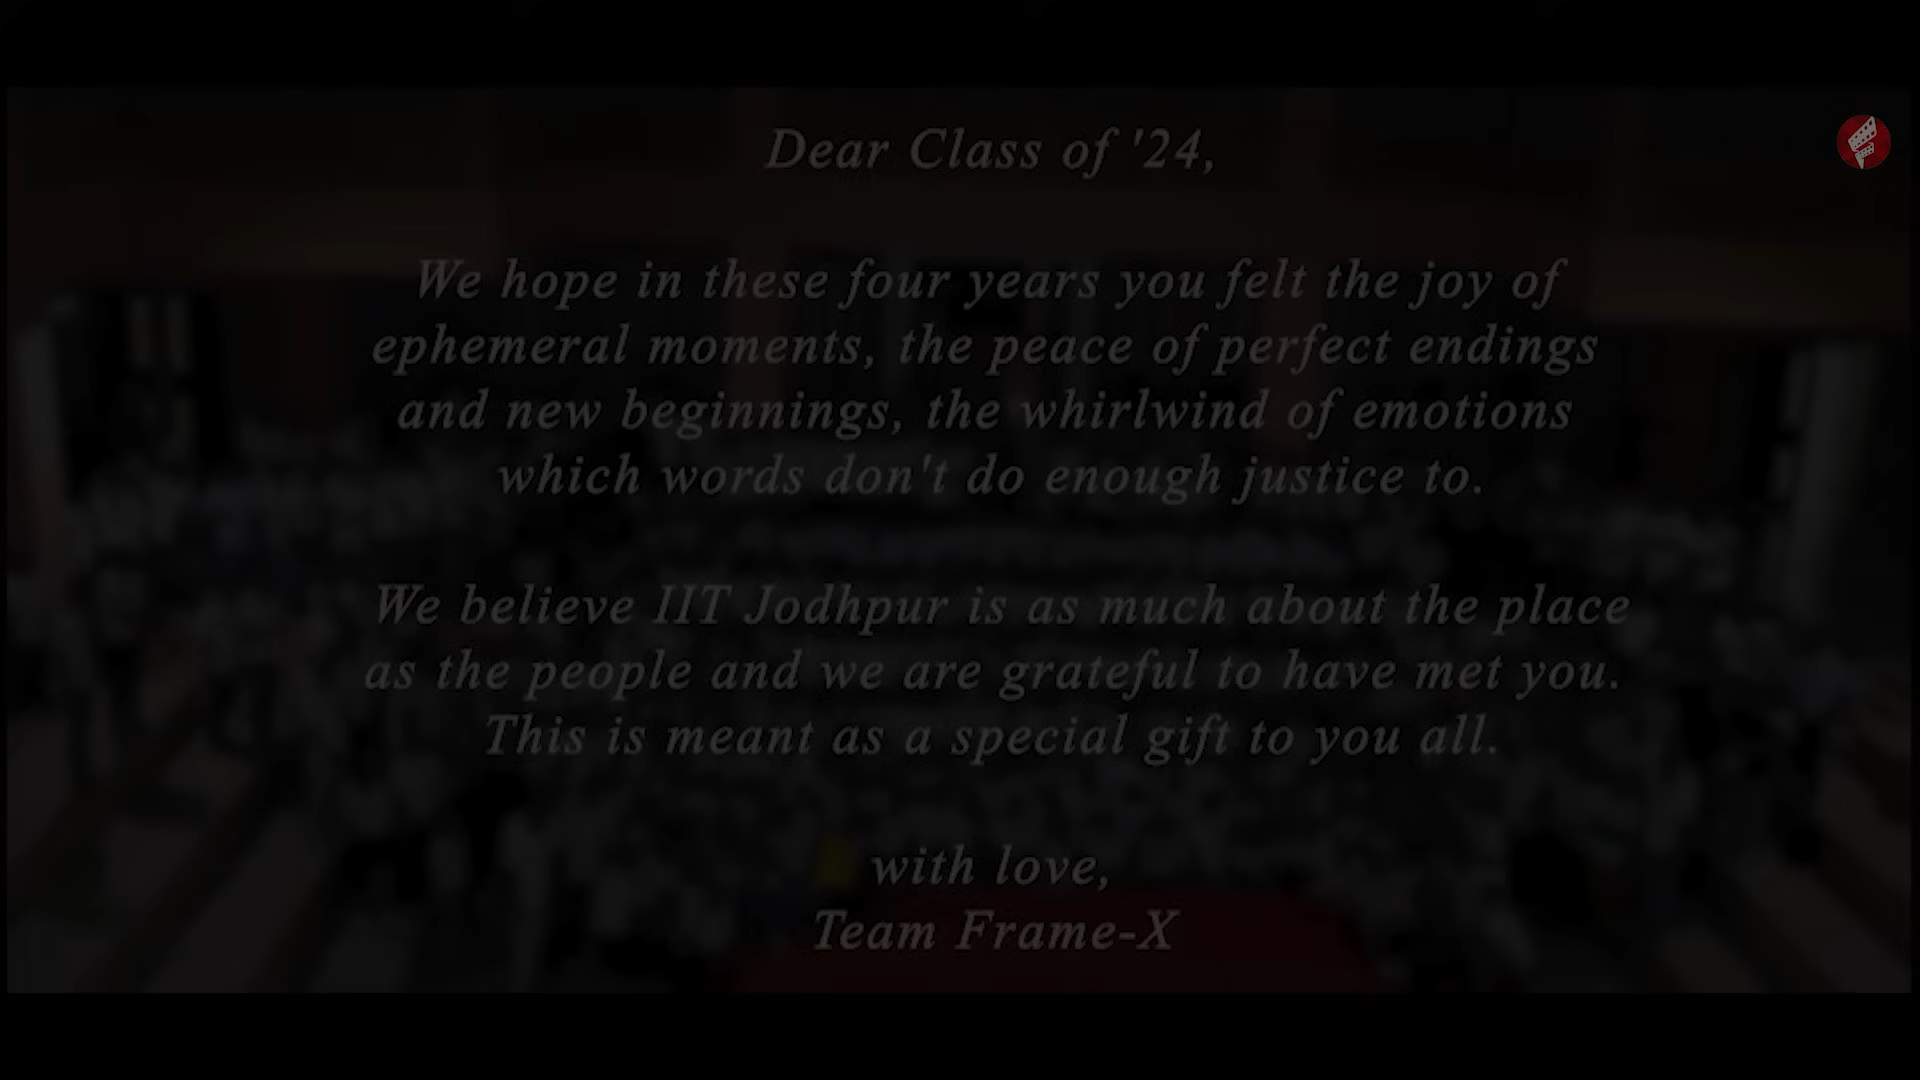 Dear Class of '24,
We hope in these four years you felt the joy of
ephemeral moments, the peace of perfect endings
and new beginnings, the whirlwind of emotions
which words don't do enough justice to.
We believe IIT Jodhpur is as much about the place
as the people and we are grateful to have met you.
This is meant as a special gift to you all.
with love,
Team Frame-X